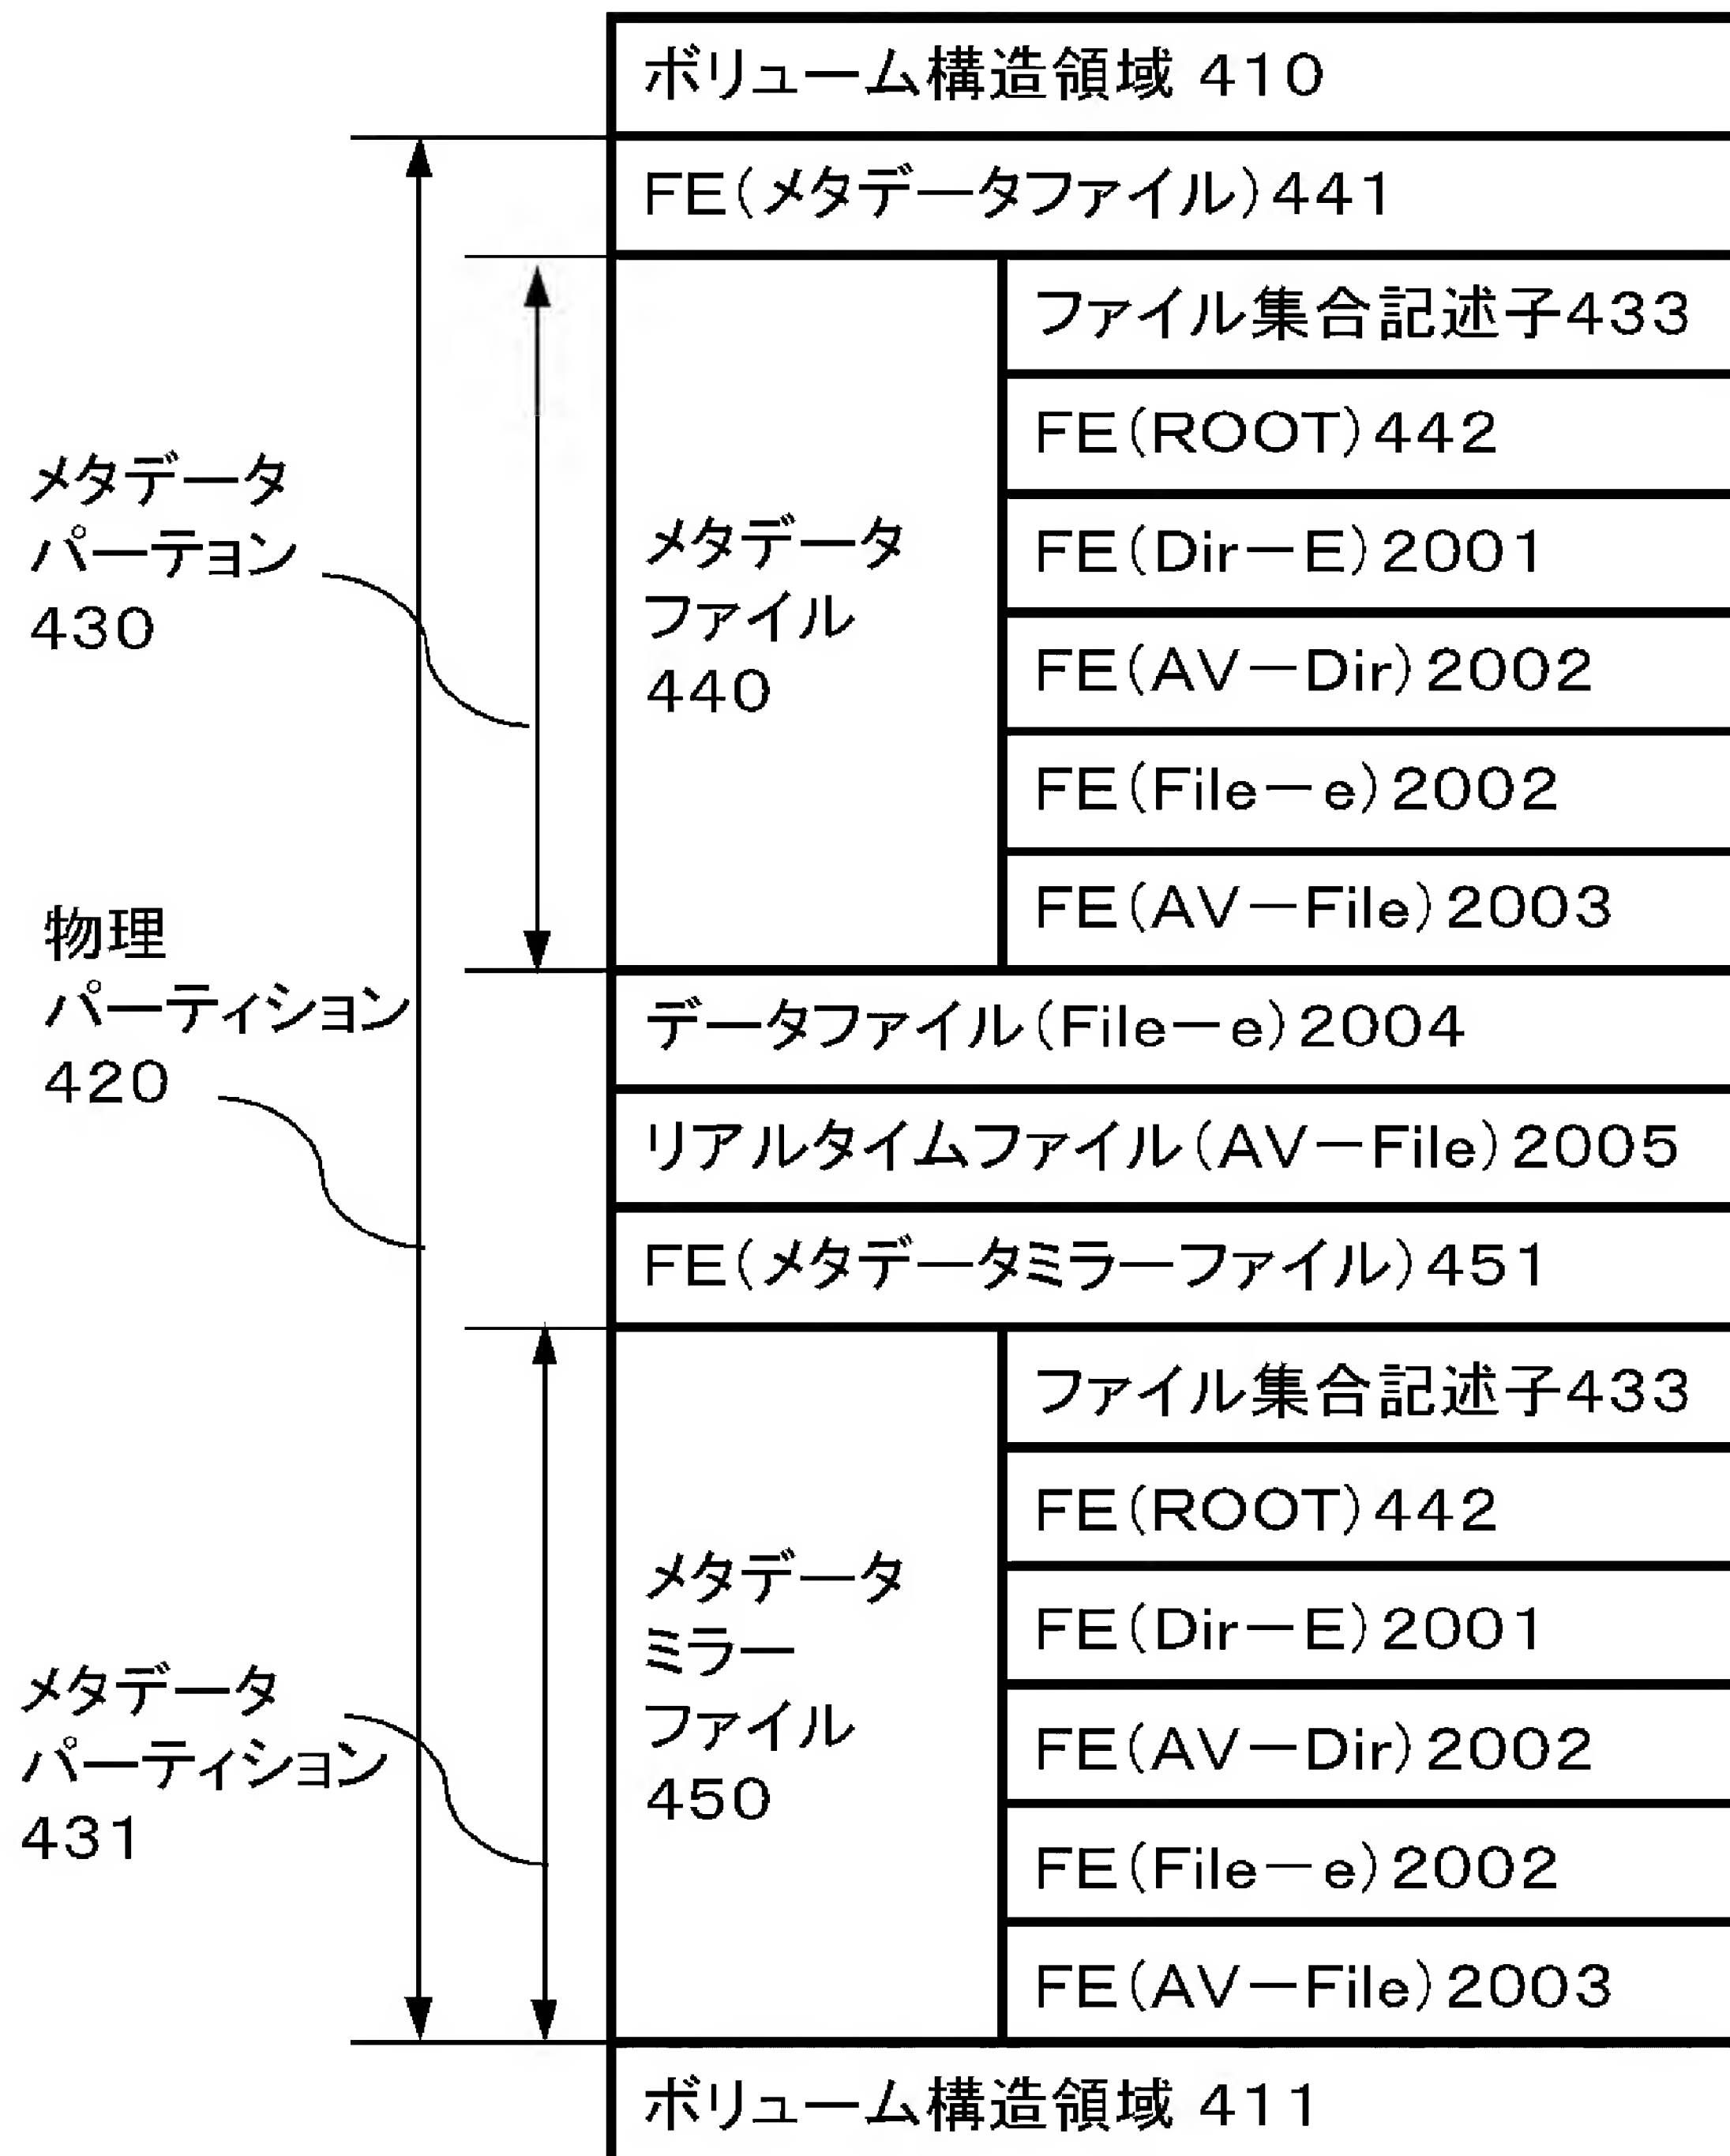 ボリューム構造領域 410
FE(メタデータファイル)441
メタデータ
パーテョン
430
物理
パーティション
420
メタデータ
パーティション
431
メタデータ
ファイル
440
ファイル集合記述子433
FE(ROOT)442
FE(Dir-E)2001
FE(AV-Dir)2002
FE(File-e)2002
FE(AV-File)2003
データファイル(File-e)2004
リアルタイムファイル(AV-File)2005
FE(メタデータミラーファイル)451
メタデータ
ミラー
ファイル
450
ファイル集合記述子433
FE(ROOT)442
FE(Dir-E)2001
FE(AV-Dir)2002
FE(File-e)2002
FE(AV-File)2003
ボリューム構造領域 411